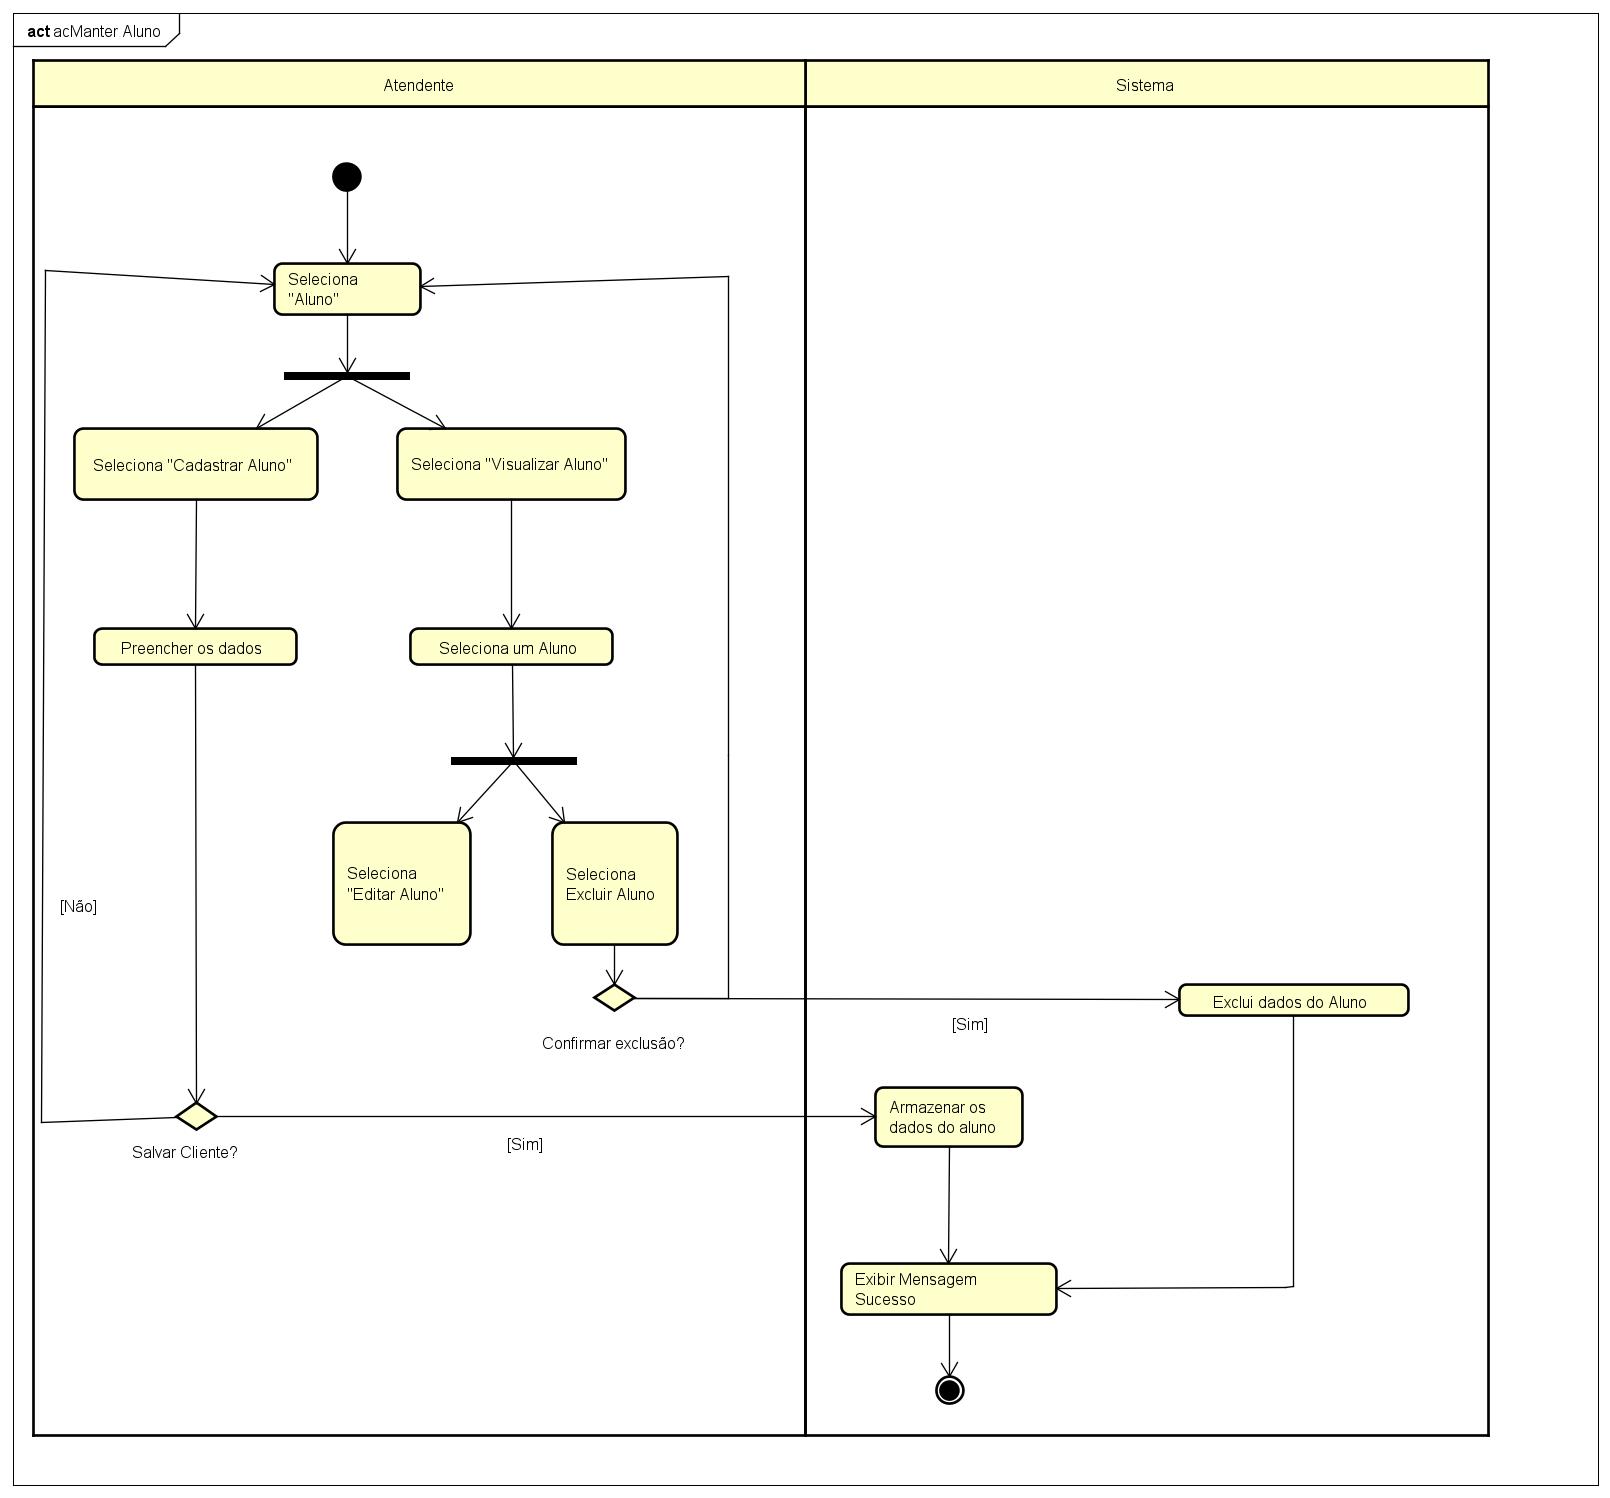 act acManter Aluno
Atendente
Sistema
Seleciona
"Aluno"
Seleciona "Cadastrar Aluno"
Seleciona "Visualizar Aluno"
Preencher os dados
Seleciona um Aluno
Seleciona
"Editar Aluno"
Seleciona
Excluir Aluno
[Não]
Exclui dados do Aluno
[Sim]
Confirmar exclusão?
Armazenar os
dados do aluno
Salvar Cliente?
[Sim]
Exibir Mensagem
Sucesso